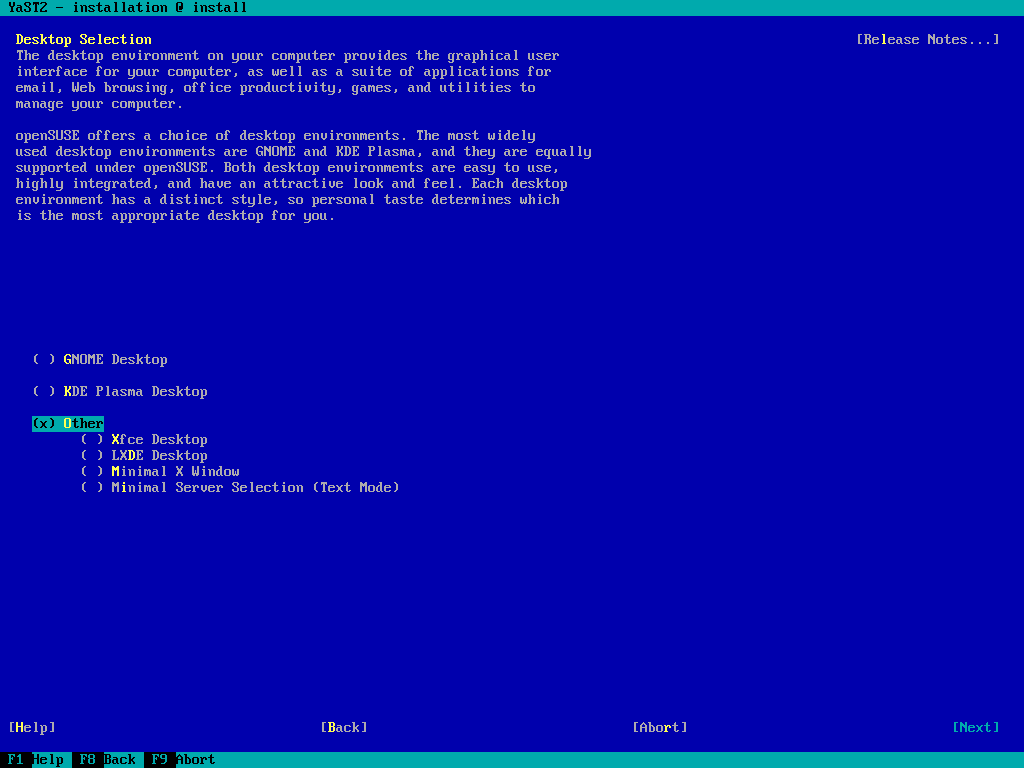 YaST2 - installation @ install
Desktop Selection [Release Notes...]
The desktop environment on your computer provides the graphical user
interface for your computer, as well as a suite of applications for
email, Web browsing, office productivity, games, and utilities to
manage your computer.
openSUSE offers a choice of desktop environments. The most widely
used desktop environments are GNOME and KDE Plasma, and they are equally
supported under openSUSE. Both desktop environments are easy to use,
highly integrated, and have an attractive look and feel. Each desktop
environment has a distinct style, so personal taste determines which
is the most appropriate desktop for you.
( ) GNOME Desktop
( ) KDE Plasma Desktop
(x) Other
( ) Xfce Desktop
( ) LXDE Desktop
( ) Minimal X Window
( ) Minimal Server Selection (Text Mode)
[Help] [Back] [Abort] [Next]
F1 Help F8 Back F9 Abort